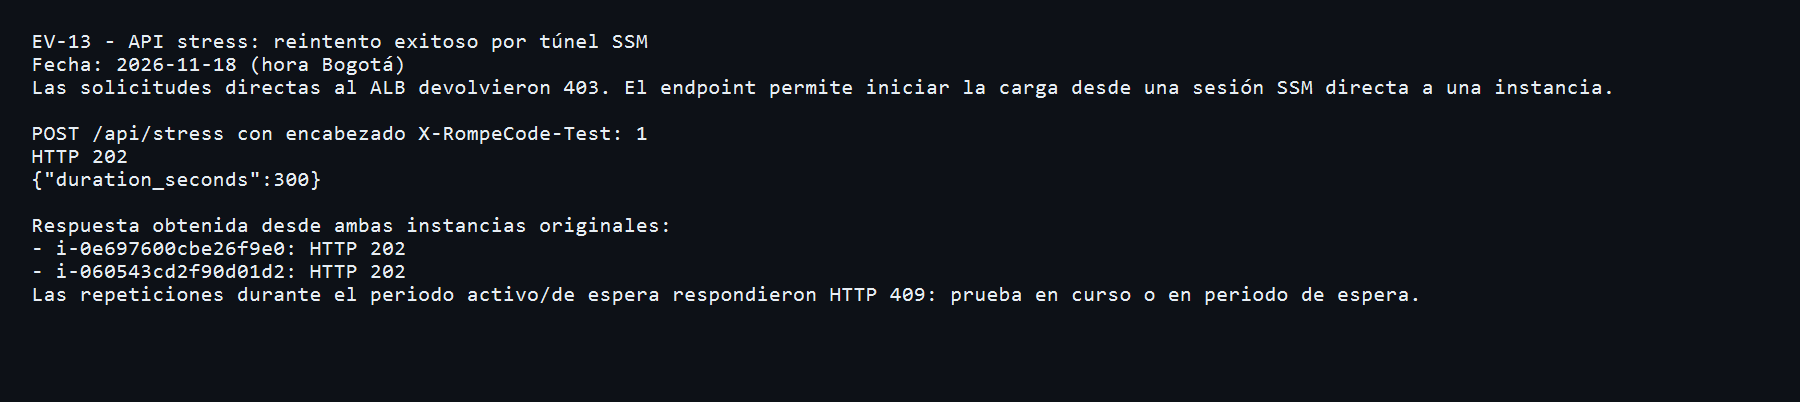 EV-13 - API stress: reintento exitoso por túnel SSM
Fecha: 2026-11-18 (hora Bogotá)
Las solicitudes directas al ALB devolvieron 403. El endpoint permite iniciar la carga desde una sesión SSM directa a una instancia.
POST /api/stress con encabezado X-RompeCode-Test: 1
HTTP 202
{"duration_seconds":300}
Respuesta obtenida desde ambas instancias originales:
- i-0e697600cbe26f9e0: HTTP 202
- i-060543cd2f90d01d2: HTTP 202
Las repeticiones durante el periodo activo/de espera respondieron HTTP 409: prueba en curso o en periodo de espera.